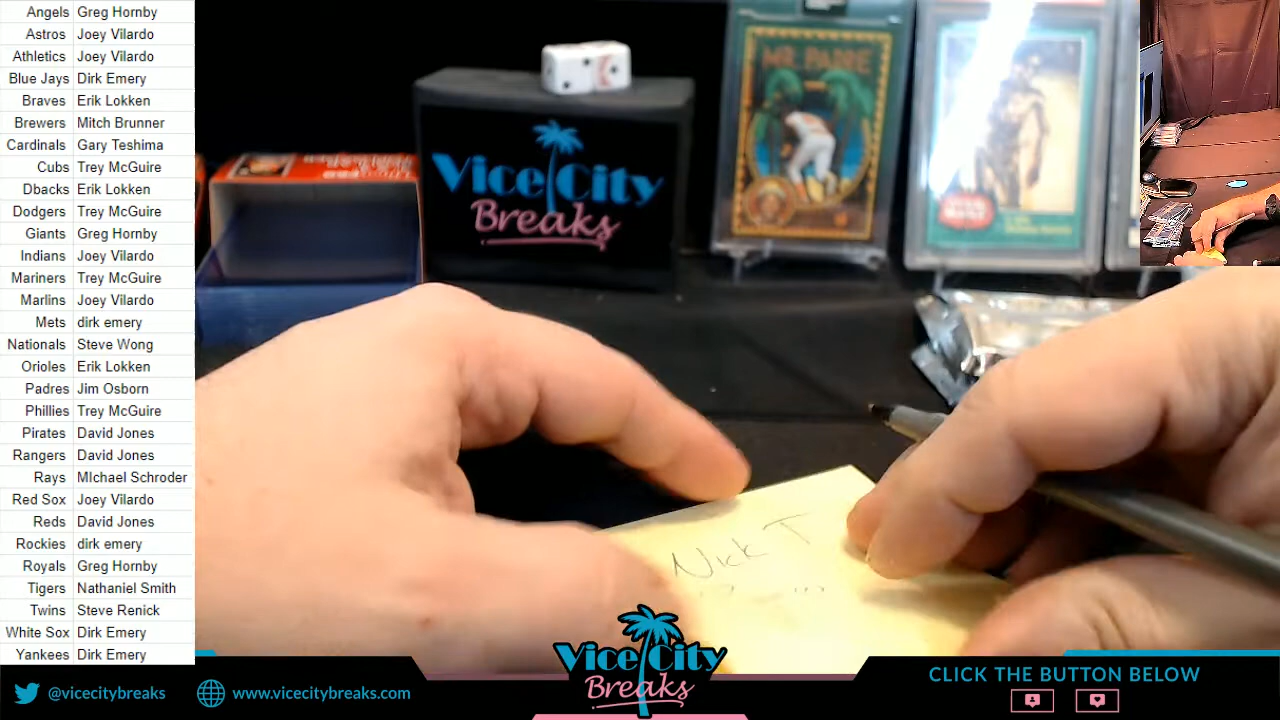 Angels Greg Hornby
Astros Joey Vilardo
Athletics Joey Vilardo
Blue Jays Dirk Emery
Braves Erik Lokken
Brewers Mitch Brunner
Cardinals Gary Teshima
Cubs Trey McGuire
Dbacks Erik Lokken
Dodgers Trey McGuire
Giants Greg Hornby
Indians Joey Vilardo
Mariners Trey McGuire
Marlins Joey Vilardo
Mets dirk emery
Nationals Steve Wong
Orioles Erik Lokken
Padres Jim Osborn
Phillies Trey McGuire
Pirates David Jones
Rangers David Jones
Rays MIchael Schroder
Red Sox Joey Vilardo
Reds David Jones
Rockies dirk emery
Royals Greg Hornby
Tigers Nathaniel Smith
Twins Steve Renick
White Sox Dirk Emery
Yankees Dirk Emery
MR. PADRE
Vice City
Breaks
Nick T
Vice City
Breaks
@vicecitybreaks
www.vicecitybreaks.com
CLICK THE BUTTON BELOW